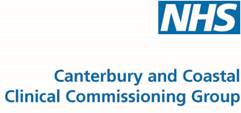 NHS
Canterbury and Coastal
Clinical Commissioning Group